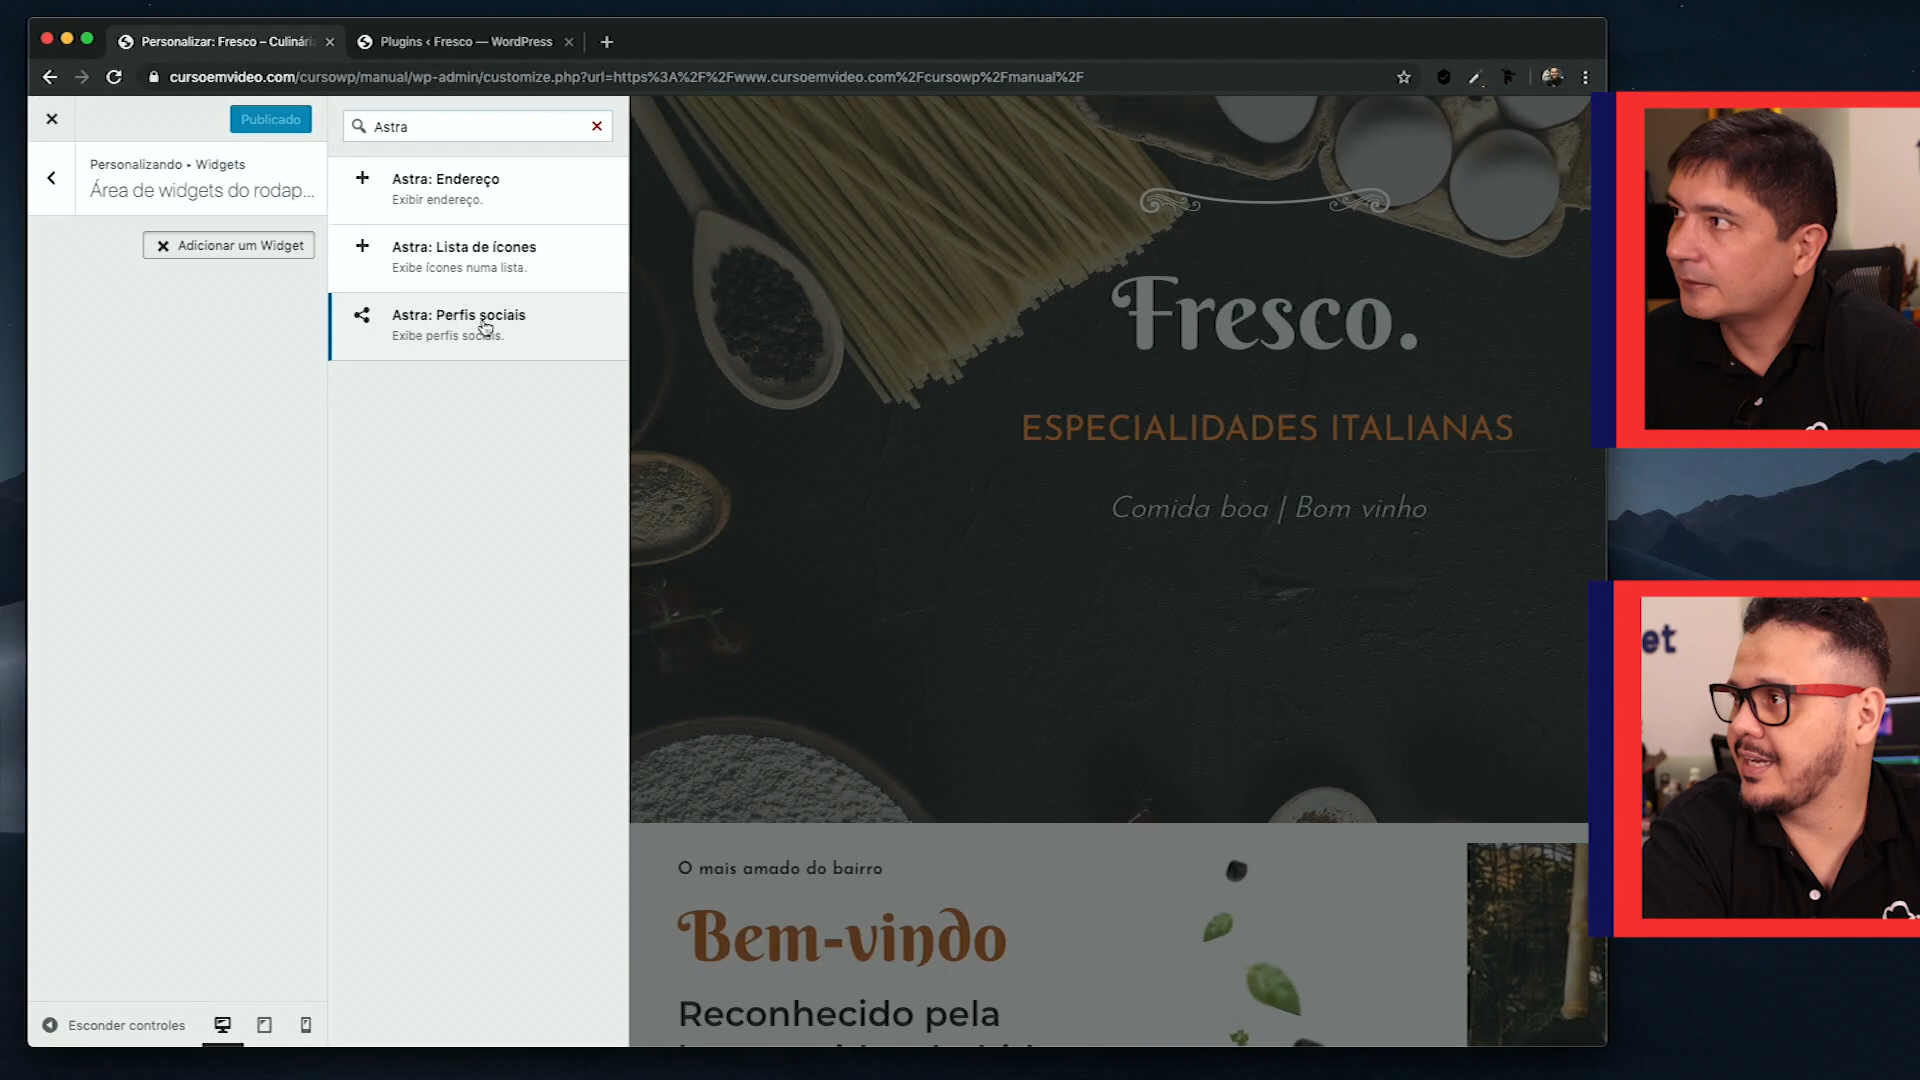 Personalizar: Fresco – Culinári
Plugins ‹ Fresco — WordPress
cursoemvideo.com/cursowp/manual/wp-admin/customize.php?url=https%3A%2F%2Fwww.cursoemvideo.com%2Fcursowp%2Fmanual%2F
Publicado
Personalizando ▸ Widgets
Área de widgets do rodap...
Adicionar um Widget
Astra
Astra: Endereço
Exibir endereço.
Astra: Lista de ícones
Exibe ícones numa lista.
Astra: Perfis sociais
Exibe perfis sociais.
Esconder controles
Fresco.
ESPECIALIDADES ITALIANAS
Comida boa | Bom vinho
O mais amado do bairro
Bem-vindo
Reconhecido pela
et